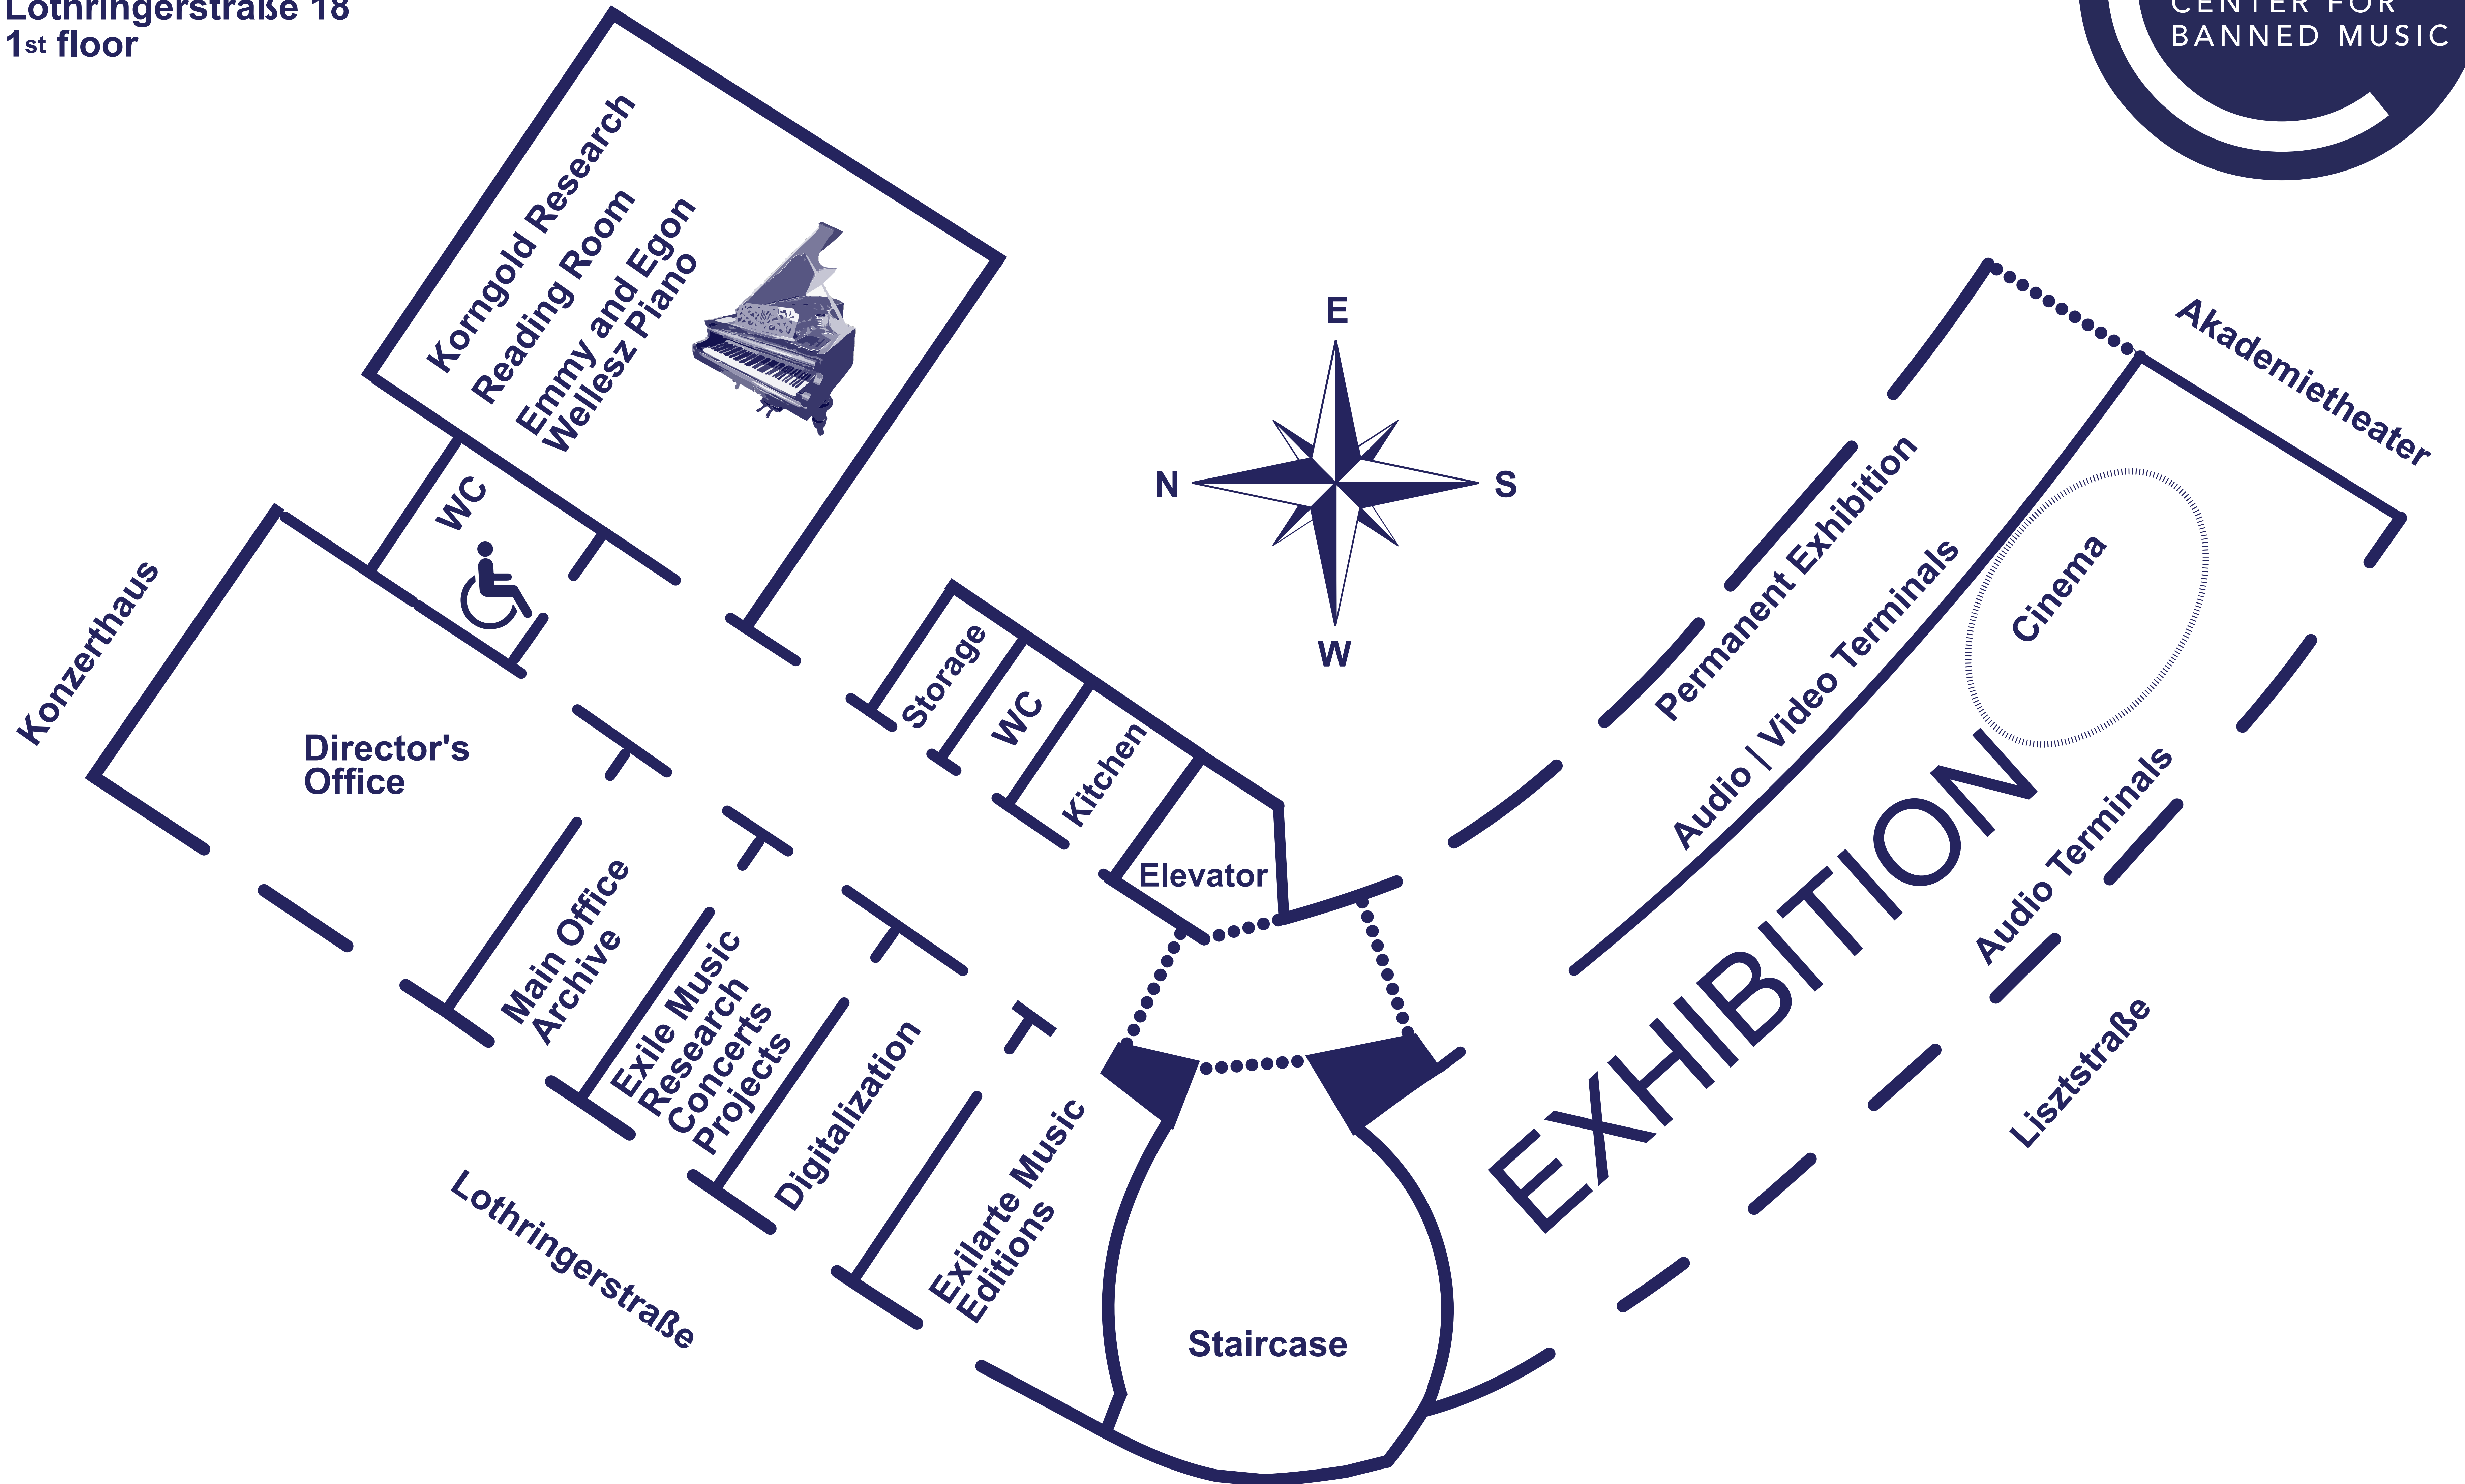 Lothringerstraße 18
1st floor
CENTER FOR
BANNED MUSIC
Korngold Research
Reading Room
Emmy and Egon
Wellesz Piano
E
N
S
W
Akademietheater
WC
Konzerthaus
Director's
Office
Storage
WC
Kitchen
Elevator
Permanent Exhibition
Audio | Video Terminals
Cinema
EXHIBITION
Audio Terminals
Lisztstraße
Main Office
Archive
Exile Music
Research
Concerts
Projects
Digitalization
Exilarte Music
Editions
Lothringerstraße
Staircase